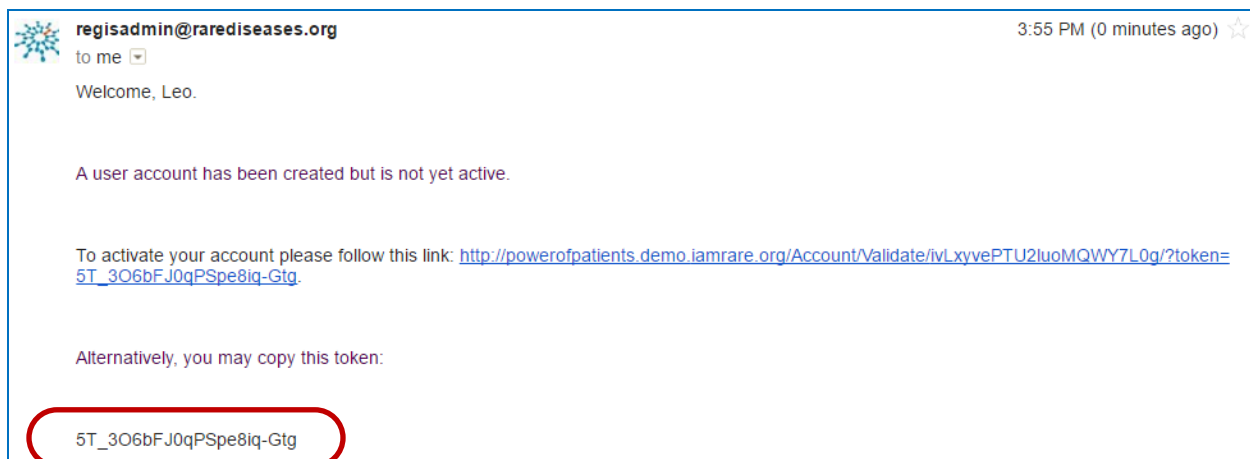 regisadmin@rarediseases.org
3:55 PM (0 minutes ago)
to me
Welcome, Leo.
A user account has been created but is not yet active.
To activate your account please follow this link: http://powerofpatients.demo.iamrare.org/Account/Validate/ivLxyvePTU2luoMQWY7L0g/?token=
5T_3O6bFJ0qPSpe8iq-Gtg.
Alternatively, you may copy this token:
5T_3O6bFJ0qPSpe8iq-Gtg